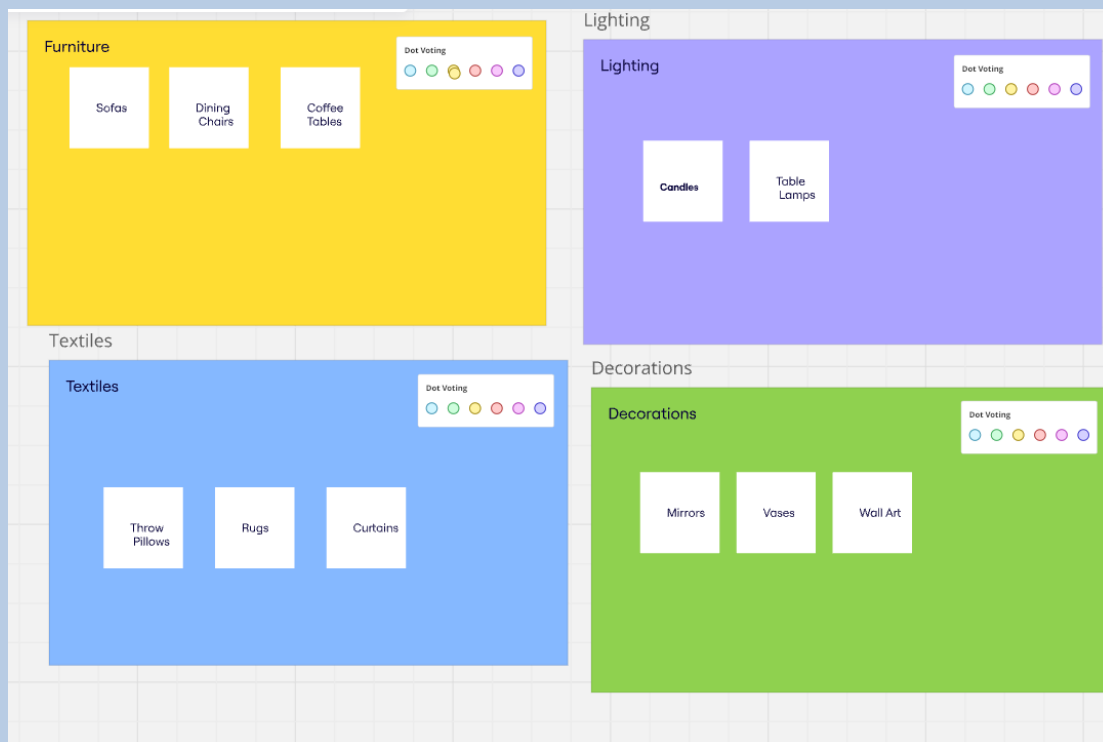 Furniture
Dot Voting
Sofas
Dining
Chairs
Coffee
Tables
Lighting
Lighting
Dot Voting
Candles
Table
Lamps
Textiles
Textiles
Dot Voting
Throw
Pillows
Rugs
Curtains
Decorations
Decorations
Dot Voting
Mirrors
Vases
Wall Art